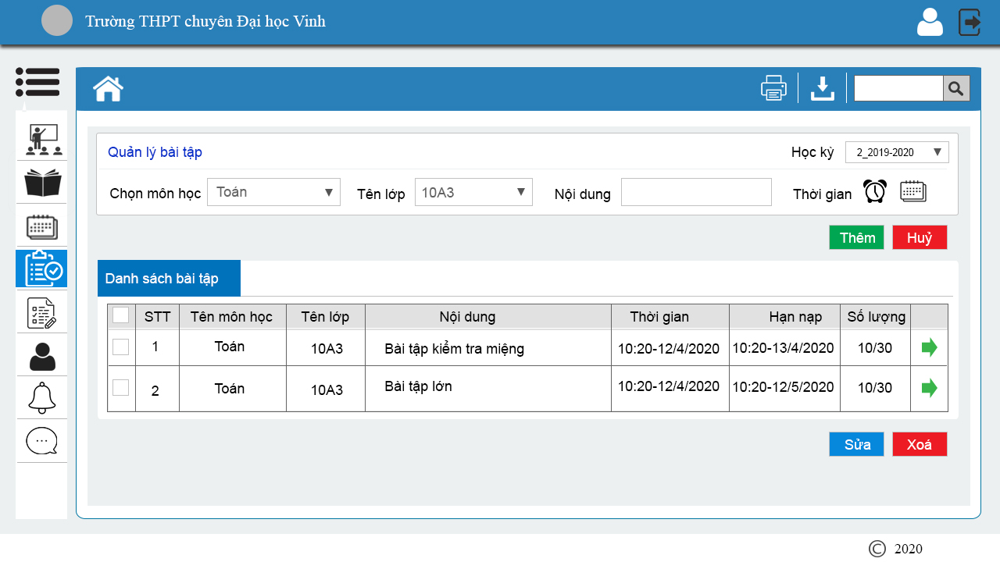 Trường THPT chuyên Đại học Vinh
Quản lý bài tập
Học kỳ 2_2019-2020
Chọn môn học Toán Tên lớp 10A3 Nội dung Thời gian
Thêm Huỷ
Danh sách bài tập
STT Tên môn học Tên lớp Nội dung Thời gian Hạn nạp Số lượng
1 Toán 10A3 Bài tập kiểm tra miệng 10:20-12/4/2020 10:20-13/4/2020 10/30
2 Toán 10A3 Bài tập lớn 10:20-12/4/2020 10:20-12/5/2020 10/30
Sửa Xoá
© 2020